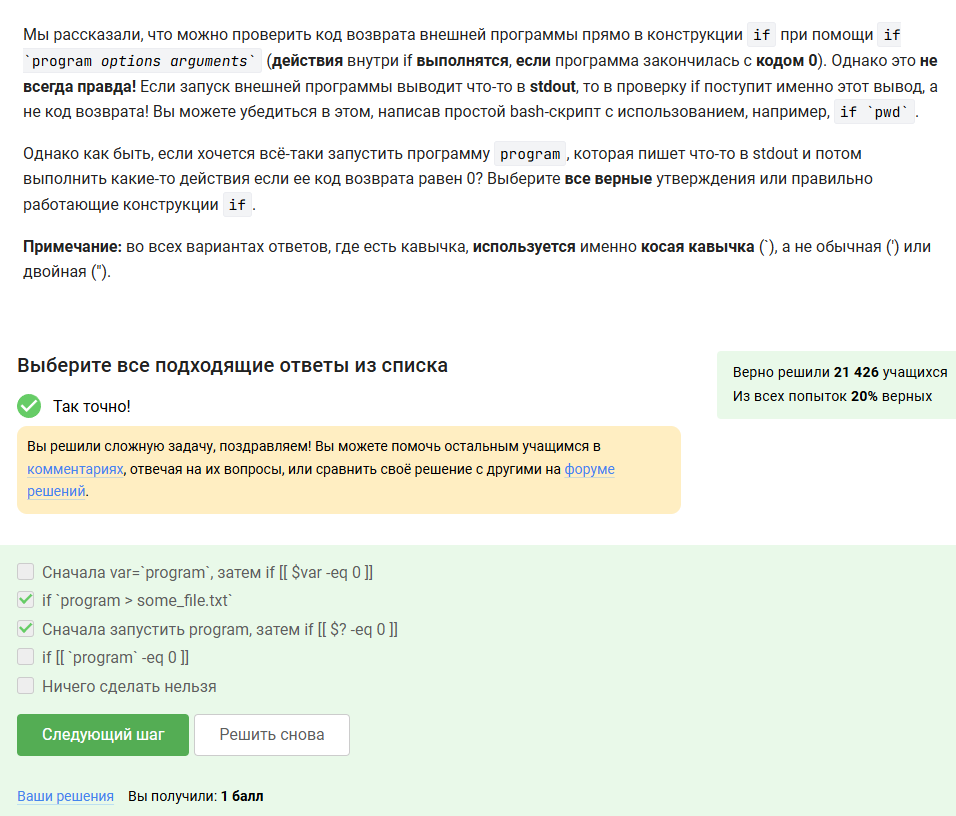 Мы рассказали, что можно проверить код возврата внешней программы прямо в конструкции if при помощи if
`program options arguments` (действия внутри if выполнятся, если программа закончилась с кодом 0). Однако это не
всегда правда! Если запуск внешней программы выводит что-то в stdout, то в проверку if поступит именно этот вывод, а
не код возврата! Вы можете убедиться в этом, написав простой bash-скрипт с использованием, например, if `pwd`.
Однако как быть, если хочется всё-таки запустить программу program, которая пишет что-то в stdout и потом
выполнить какие-то действия если ее код возврата равен 0? Выберите все верные утверждения или правильно
работающие конструкции if.
Примечание: во всех вариантах ответов, где есть кавычка, используется именно косая кавычка (`), а не обычная (') или
двойная (").
Выберите все подходящие ответы из списка
Верно решили 21 426 учащихся
Из всех попыток 20% верных
Так точно!
Вы решили сложную задачу, поздравляем! Вы можете помочь остальным учащимся в
комментариях, отвечая на их вопросы, или сравнить своё решение с другими на форуме
решений.
Сначала var=`program`, затем if [[ $var -eq 0 ]]
if `program > some_file.txt`
Сначала запустить program, затем if [[ $? -eq 0 ]]
if [[ `program` -eq 0 ]]
Ничего сделать нельзя
Следующий шаг
Решить снова
Ваши решения Вы получили: 1 балл